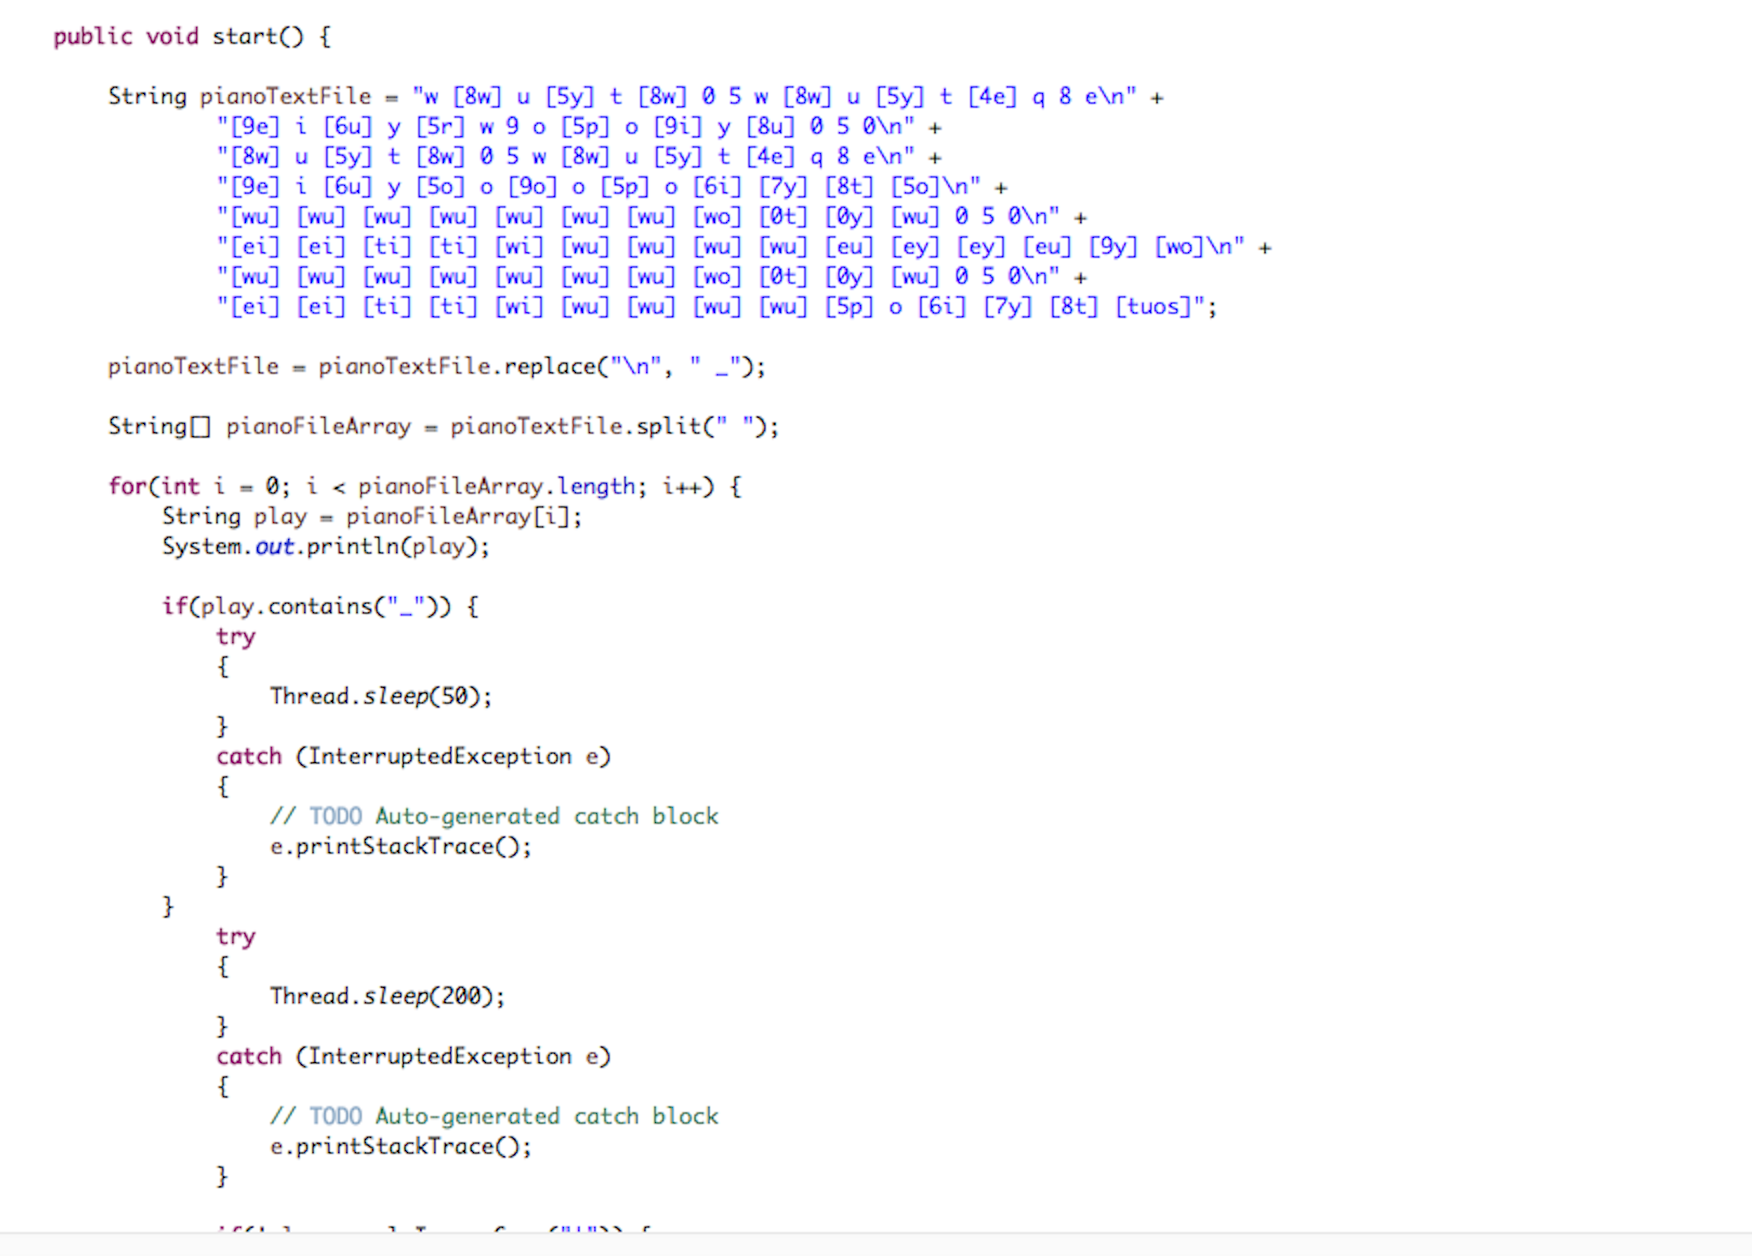 public void start() {
String pianoTextFile = "w [8w] u [5y] t [8w] 0 5 w [8w] u [5y] t [4e] q 8 e\n" +
"[9e] i [6u] y [5r] w 9 o [5p] o [9i] y [8u] 0 5 0\n" +
"[8w] u [5y] t [8w] 0 5 w [8w] u [5y] t [4e] q 8 e\n" +
"[9e] i [6u] y [5o] o [9o] o [5p] o [6i] [7y] [8t] [5o]\n" +
"[wu] [wu] [wu] [wu] [wu] [wu] [wu] [wo] [0t] [0y] [wu] 0 5 0\n" +
"[ei] [ei] [ti] [ti] [wi] [wu] [wu] [wu] [wu] [eu] [ey] [ey] [eu] [9y] [wo]\n" +
"[wu] [wu] [wu] [wu] [wu] [wu] [wu] [wo] [0t] [0y] [wu] 0 5 0\n" +
"[ei] [ei] [ti] [ti] [wi] [wu] [wu] [wu] [wu] [5p] o [6i] [7y] [8t] [tuos]";
pianoTextFile = pianoTextFile.replace("\n", " _");
String[] pianoFileArray = pianoTextFile.split(" ");
for(int i = 0; i < pianoFileArray.length; i++) {
String play = pianoFileArray[i];
System.out.println(play);
if(play.contains("_")) {
try
{
Thread.sleep(50);
}
catch (InterruptedException e)
{
// TODO Auto-generated catch block
e.printStackTrace();
}
}
try
{
Thread.sleep(200);
}
catch (InterruptedException e)
{
// TODO Auto-generated catch block
e.printStackTrace();
}